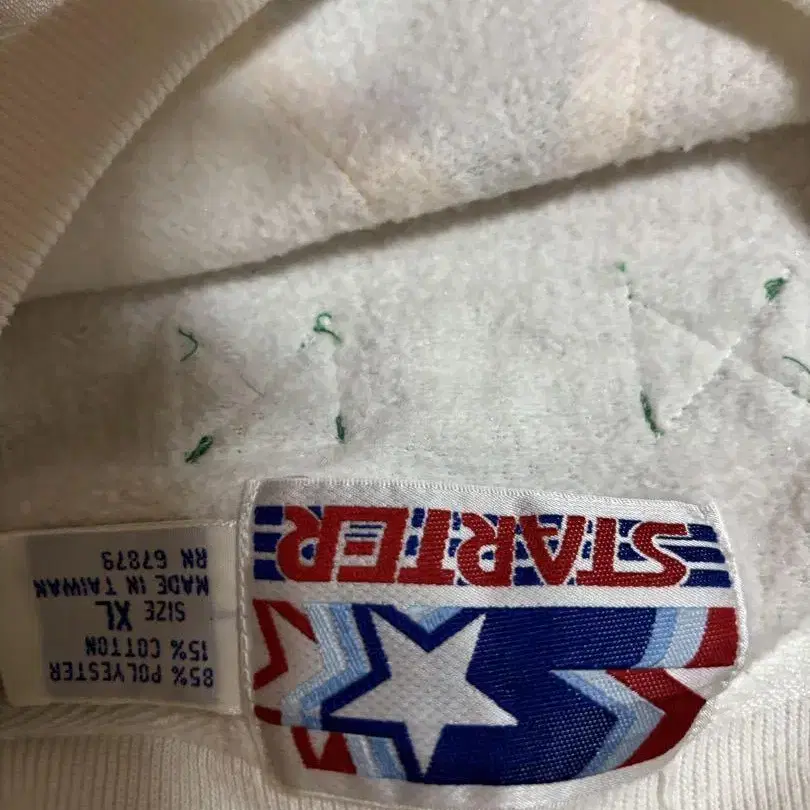 STARTER
85% POLYESTER
15% COTTON
SIZE XL
MADE IN TAIWAN
RN 67879